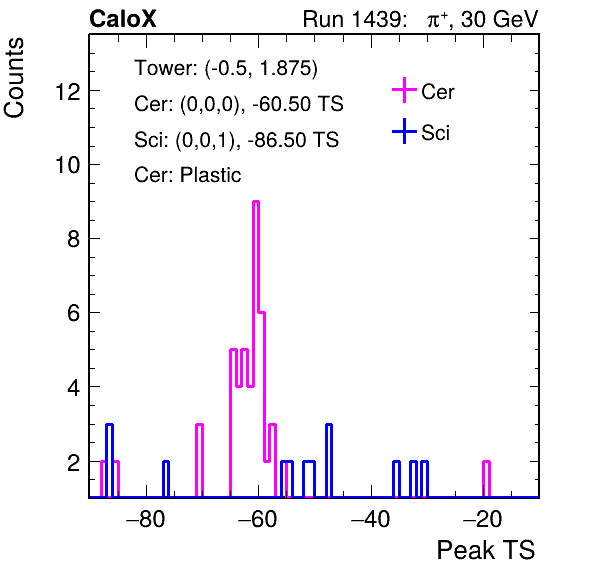 CaloX Run 1439: π⁺, 30 GeV
Counts
Tower: (-0.5, 1.875)
Cer: (0,0,0), -60.50 TS
Sci: (0,0,1), -86.50 TS
Cer: Plastic
Cer
Sci
12
10
8
6
4
2
−80 −60 −40 −20
Peak TS